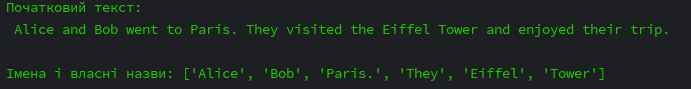 Початковий текст:
Alice and Bob went to Paris. They visited the Eiffel Tower and enjoyed their trip.
Імена і власні назви: ['Alice', 'Bob', 'Paris.', 'They', 'Eiffel', 'Tower']